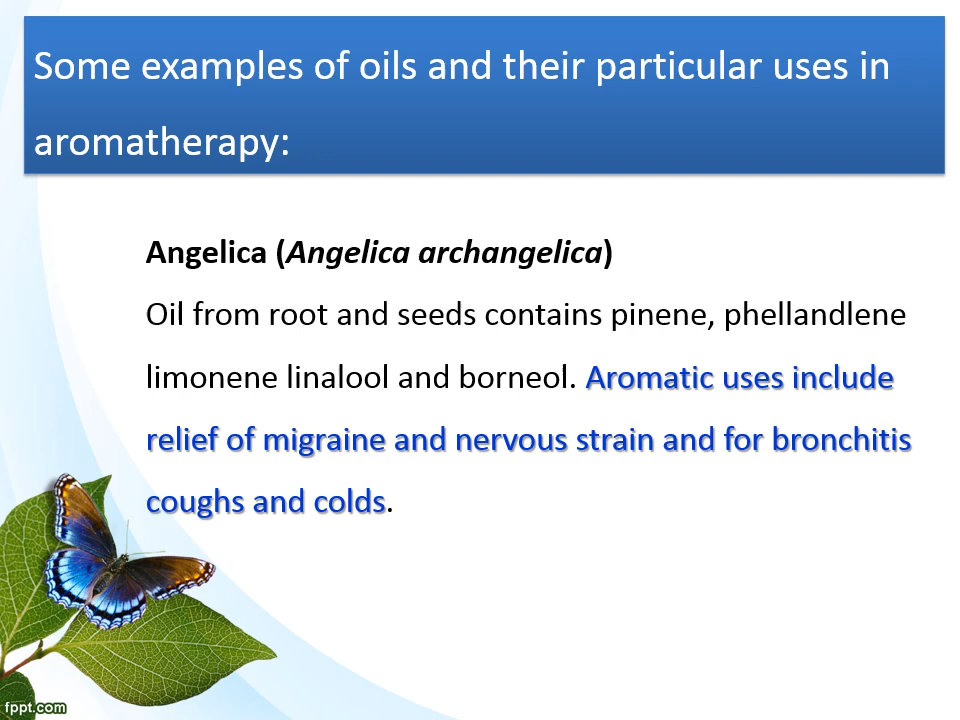 Some examples of oils and their particular uses in
aromatherapy:
Angelica (Angelica archangelica)
Oil from root and seeds contains pinene, phellandlene
limonene linalool and borneol. Aromatic uses include
relief of migraine and nervous strain and for bronchitis
coughs and colds.
fppt.com